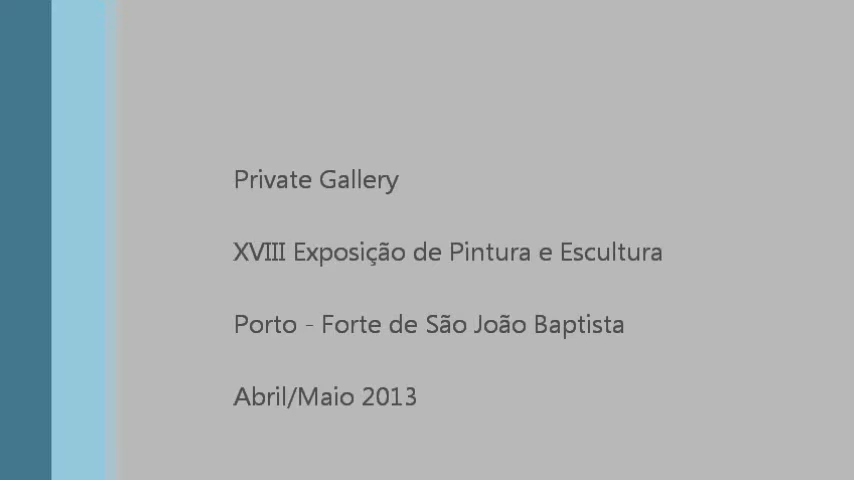 Private Gallery
XVIII Exposição de Pintura e Escultura
Porto - Forte de São João Baptista
Abril/Maio 2013